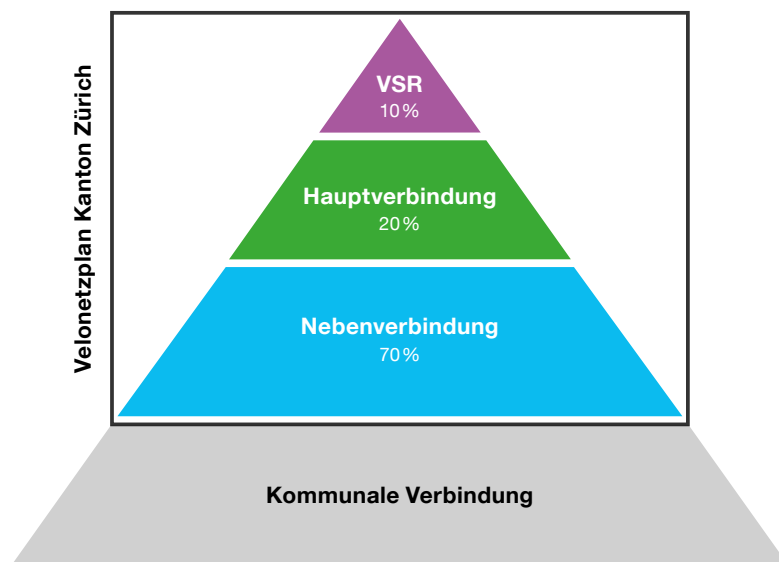 Velonetzplan Kanton Zürich
VSR
10 %
Hauptverbindung
20 %
Nebenverbindung
70 %
Kommunale Verbindung